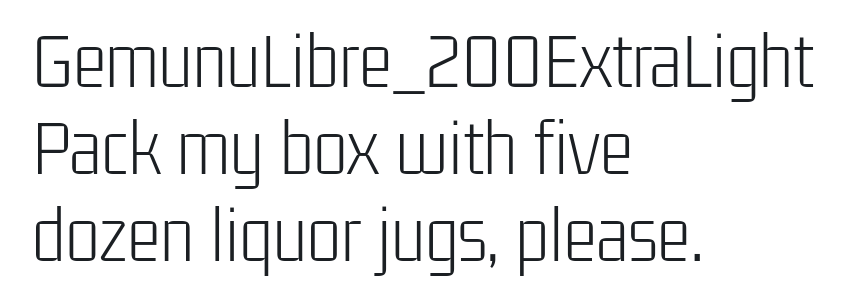 GemunuLibre_200ExtraLight
Pack my box with five
dozen liquor jugs, please.